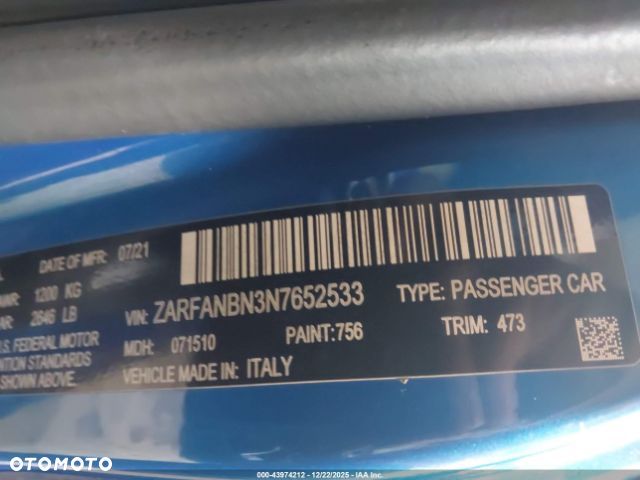 DATE OF MFR: 07/21
1200 KG
2646 LB
VIN: ZARFANBN3N7652533
TYPE: PASSENGER CAR
U.S. FEDERAL MOTOR
MDH: 071510
PAINT:756
TRIM: 473
STANDARDS
SHOWN ABOVE.
VEHICLE MADE IN: ITALY
OTOMOTO
00-43974212 - 12/22/2025 - IAA Inc.